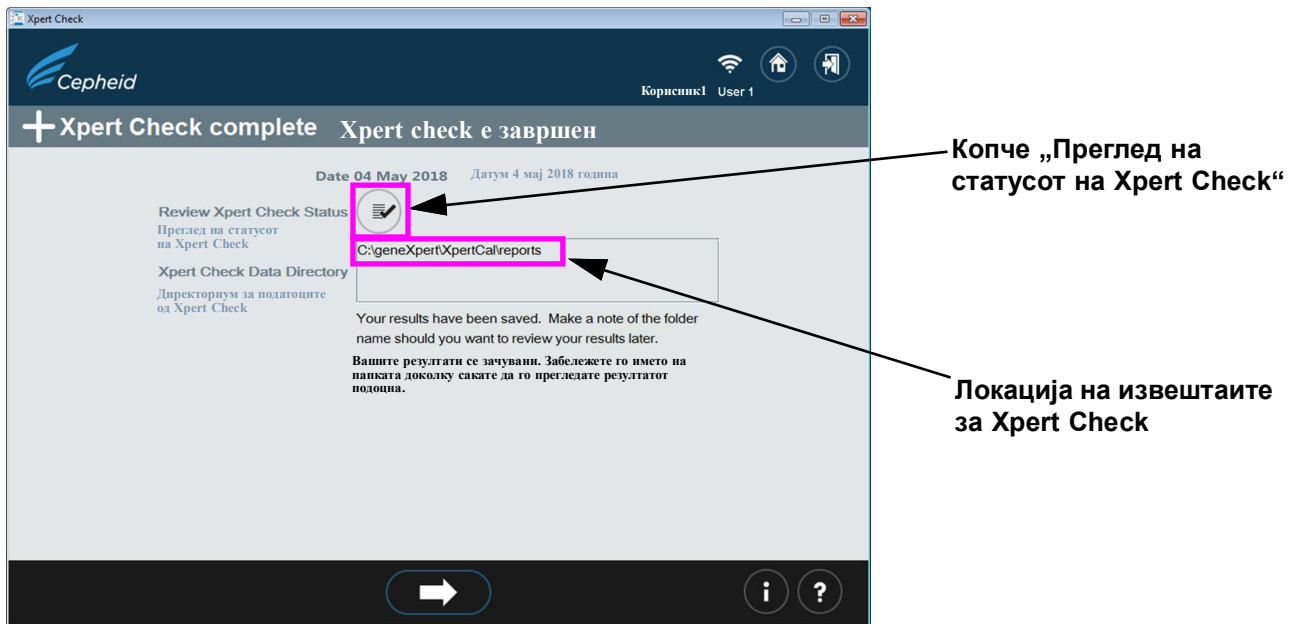 Xpert Check
Cepheid
Корисник1 User 1
Xpert Check complete Xpert check е завршен
Date 04 May 2018 Датум 4 мај 2018 година
Review Xpert Check Status
Преглед на статусот
на Xpert Check
C:\geneXpert\XpertCal\reports
Xpert Check Data Directory
Директориум за податоците
од Xpert Check
Your results have been saved. Make a note of the folder
name should you want to review your results later.
Вашите резултати се зачувани. Забележете го името на
папката доколку сакате да го прегледате резултатот
подоцна.
i ?
Копче „Преглед на
статусот на Xpert Check“
Локација на извештаите
за Xpert Check